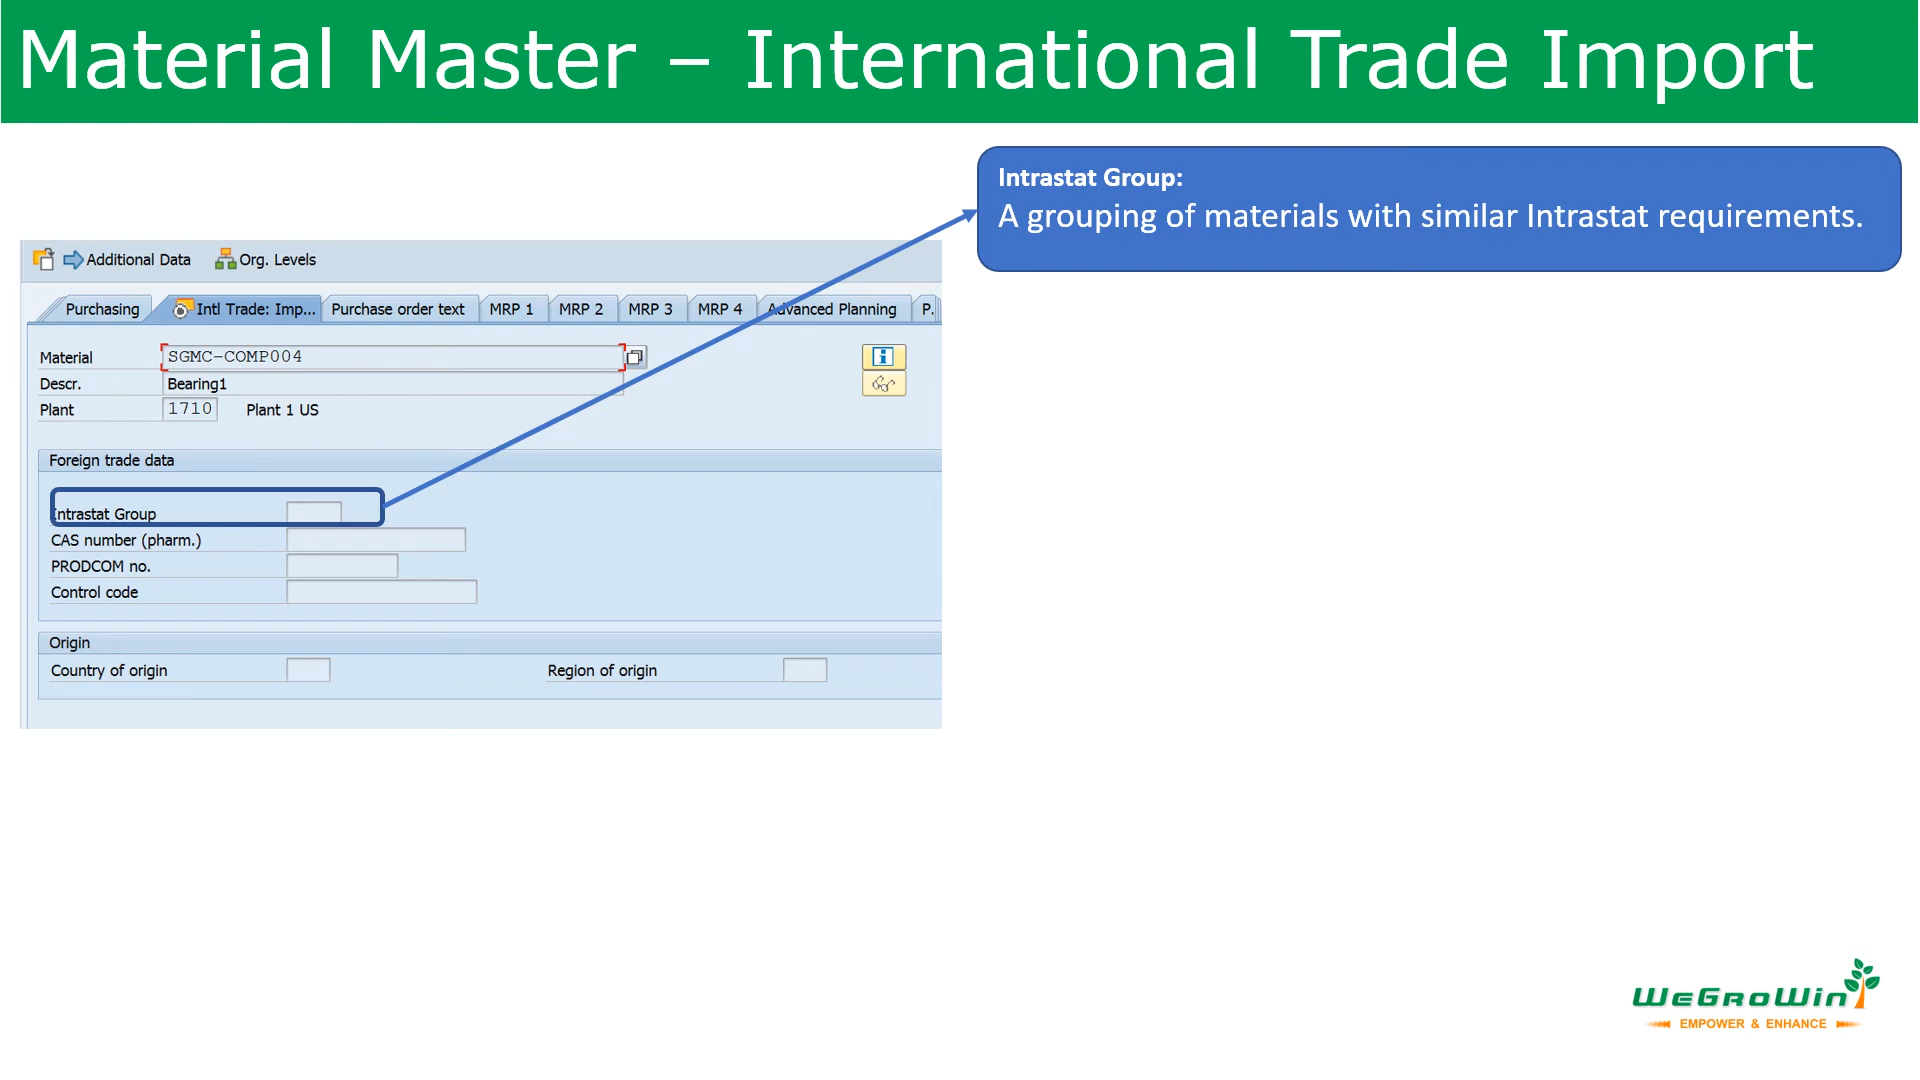 Material Master – International Trade Import
Intrastat Group:
A grouping of materials with similar Intrastat requirements.
Additional Data Org. Levels
Purchasing Intl Trade: Imp... Purchase order text MRP 1 MRP 2 MRP 3 MRP 4 Advanced Planning P.
Material SGMC-COMP004
Descr. Bearing1
Plant 1710 Plant 1 US
Foreign trade data
Intrastat Group
CAS number (pharm.)
PRODCOM no.
Control code
Origin
Country of origin Region of origin
WeGroWin
EMPOWER & ENHANCE